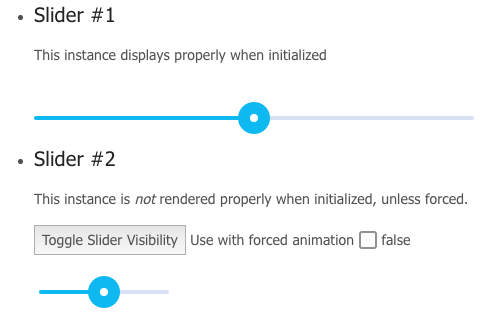 Slider #1
This instance displays properly when initialized
Slider #2
This instance is not rendered properly when initialized, unless forced.
Toggle Slider Visibility Use with forced animation false